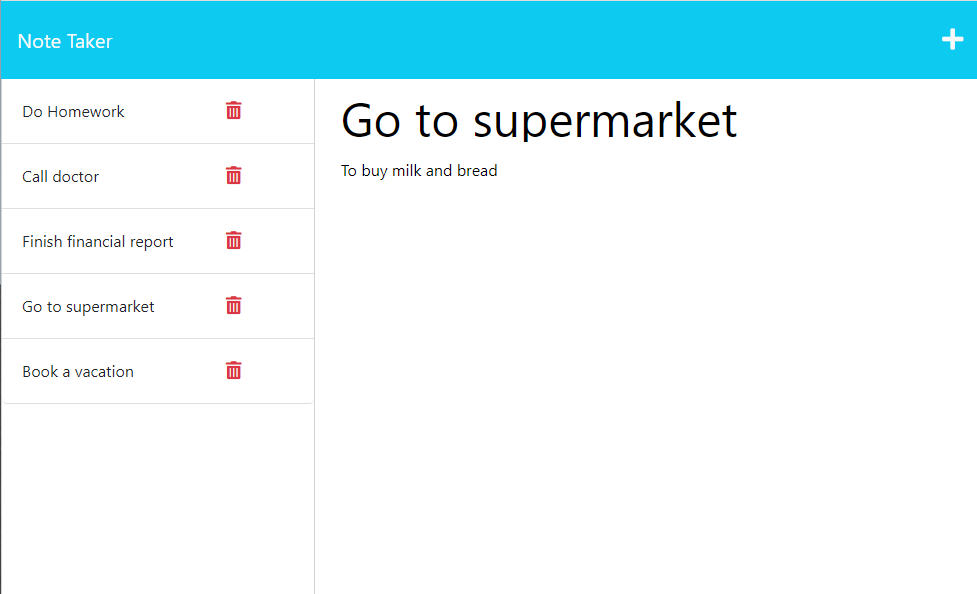 Note Taker
Do Homework
Call doctor
Finish financial report
Go to supermarket
Book a vacation
Go to supermarket
To buy milk and bread